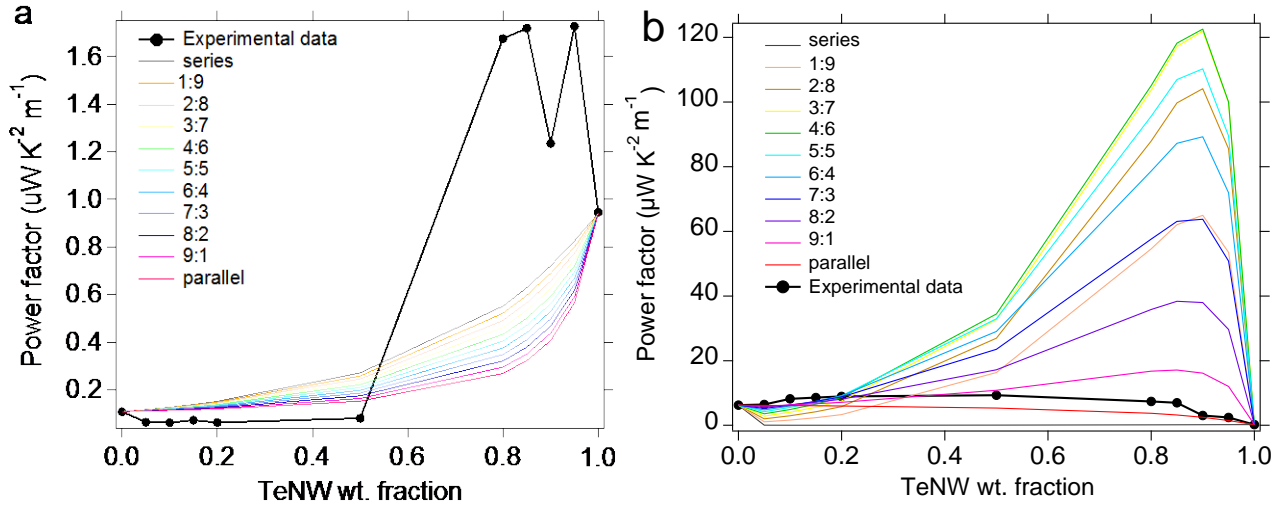 a
Power factor (uW K-2 m-1)
1.6
1.4
1.2
1.0
0.8
0.6
0.4
0.2
Experimental data
series
1:9
2:8
3:7
4:6
5:5
6:4
7:3
8:2
9:1
parallel
0.0 0.2 0.4 0.6 0.8 1.0
TeNW wt. fraction
b
Power factor (µW K-2 m-1)
120
100
80
60
40
20
0
series
1:9
2:8
3:7
4:6
5:5
6:4
7:3
8:2
9:1
parallel
Experimental data
0.0 0.2 0.4 0.6 0.8 1.0
TeNW wt. fraction